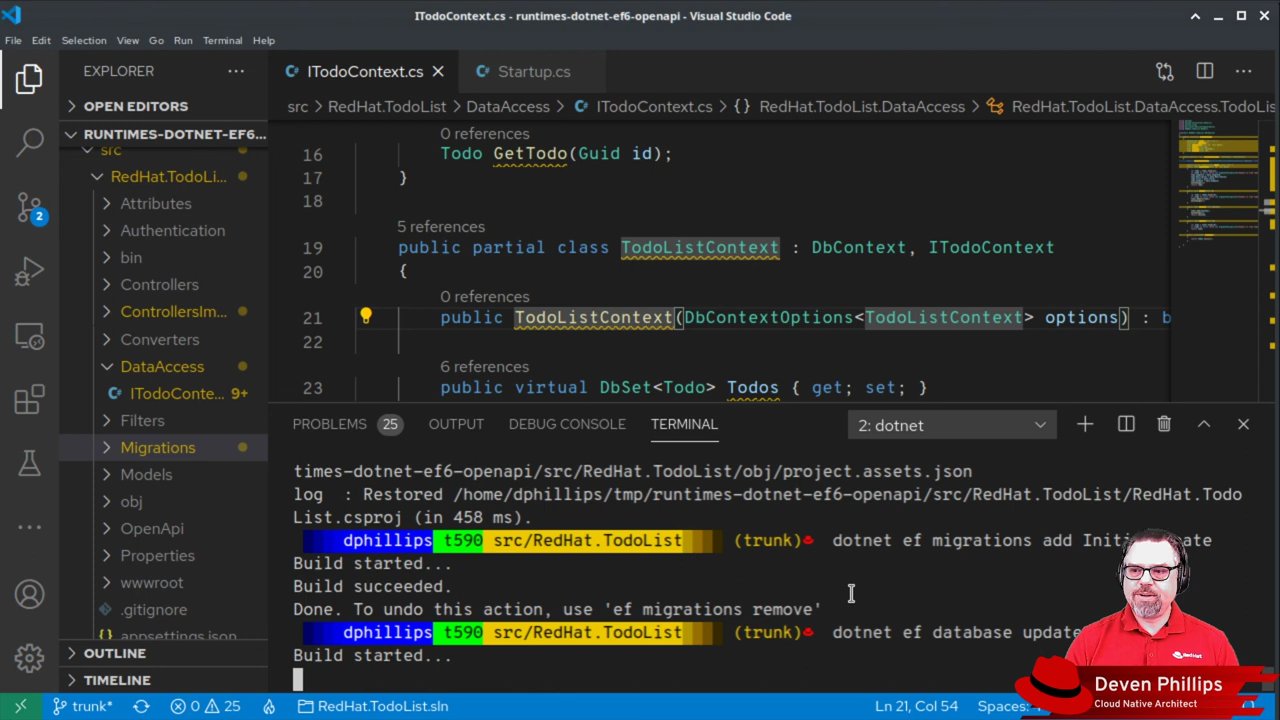 ITodoContext.cs - runtimes-dotnet-ef6-openapi - Visual Studio Code
File Edit Selection View Go Run Terminal Help
EXPLORER
OPEN EDITORS
RUNTIMES-DOTNET-EF6...
src
RedHat.TodoLi...
Attributes
Authentication
bin
Controllers
ControllersIm...
Converters
DataAccess
ITodoConte... 9+
Filters
Migrations
Models
obj
OpenApi
Properties
wwwroot
.gitignore
appsettings.json
OUTLINE
TIMELINE
2
ITodoContext.cs
Startup.cs
src > RedHat.TodoList > DataAccess > ITodoContext.cs > {} RedHat.TodoList.DataAccess > RedHat.TodoList.DataAccess.TodoLis
0 references
16 Todo GetTodo(Guid id);
17 }
18
5 references
19 public partial class TodoListContext : DbContext, ITodoContext
20 {
0 references
21 public TodoListContext(DbContextOptions<TodoListContext> options) : b
22
6 references
23 public virtual DbSet<Todo> Todos { get; set; }
PROBLEMS 25 OUTPUT DEBUG CONSOLE TERMINAL 2: dotnet
times-dotnet-ef6-openapi/src/RedHat.TodoList/obj/project.assets.json
log : Restored /home/dphillips/tmp/runtimes-dotnet-ef6-openapi/src/RedHat.TodoList/RedHat.Todo
List.csproj (in 458 ms).
dphillips t590 src/RedHat.TodoList (trunk) dotnet ef migrations add
Build started...
Build succeeded.
Done. To undo this action, use 'ef migrations remove'
dphillips t590 src/RedHat.TodoList (trunk) dotnet ef database update
Build started...
Deven Phillips
Cloud Native Architect
RedHat
trunk* 0 25 RedHat.TodoList.sln Ln 21, Col 54 Spaces: